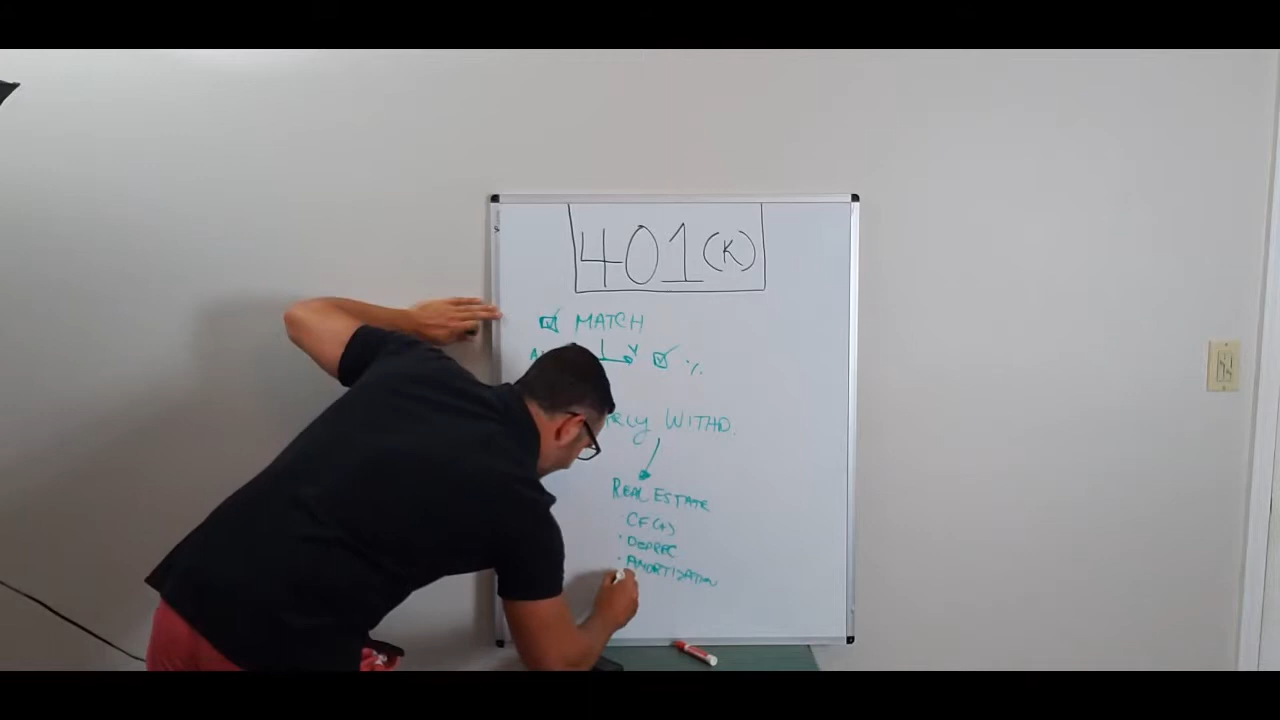 401(K)
MATCH
%
WITHD.
REAL ESTATE
CF(+)
DEPREC
AMORTIZATION